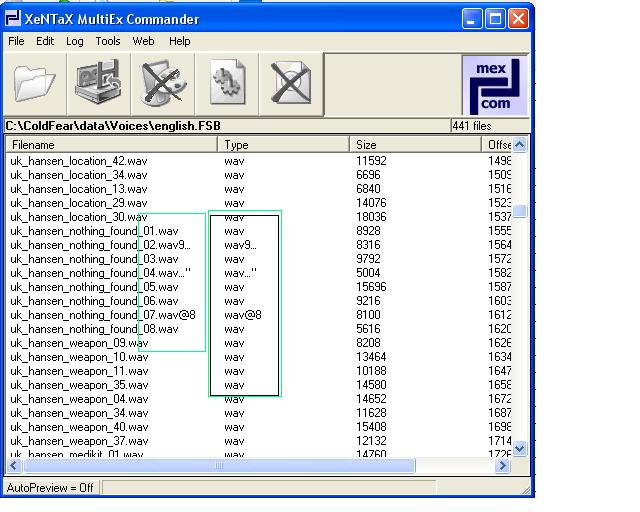 XeNTaX MultiEx Commander
File Edit Log Tools Web Help
mex
com
C:\ColdFear\data\Voices\english.FSB 441 files
Filename Type Size Offse
uk_hansen_location_42.wav wav 11592 1498
uk_hansen_location_34.wav wav 6696 1509
uk_hansen_location_13.wav wav 6840 1516
uk_hansen_location_29.wav wav 14076 1523
uk_hansen_location_30.wav wav 18036 1537
uk_hansen_nothing_found_01.wav wav 8928 1555
uk_hansen_nothing_found_02.wav9... wav9... 8316 1564
uk_hansen_nothing_found_03.wav wav 9792 1572
uk_hansen_nothing_found_04.wav..." wav..." 5004 1582
uk_hansen_nothing_found_05.wav wav 15696 1587
uk_hansen_nothing_found_06.wav wav 9216 1603
uk_hansen_nothing_found_07.wav@8 wav@8 8100 1612
uk_hansen_nothing_found_08.wav wav 5616 1620
uk_hansen_weapon_09.wav wav 8208 1626
uk_hansen_weapon_10.wav wav 13464 1634
uk_hansen_weapon_11.wav wav 10188 1647
uk_hansen_weapon_35.wav wav 14580 1658
uk_hansen_weapon_04.wav wav 14652 1672
uk_hansen_weapon_34.wav wav 11628 1687
uk_hansen_weapon_40.wav wav 15408 1698
uk_hansen_weapon_37.wav wav 12132 1714
uk_hansen_medikit_01.wav wav 14760 1726
AutoPreview = Off